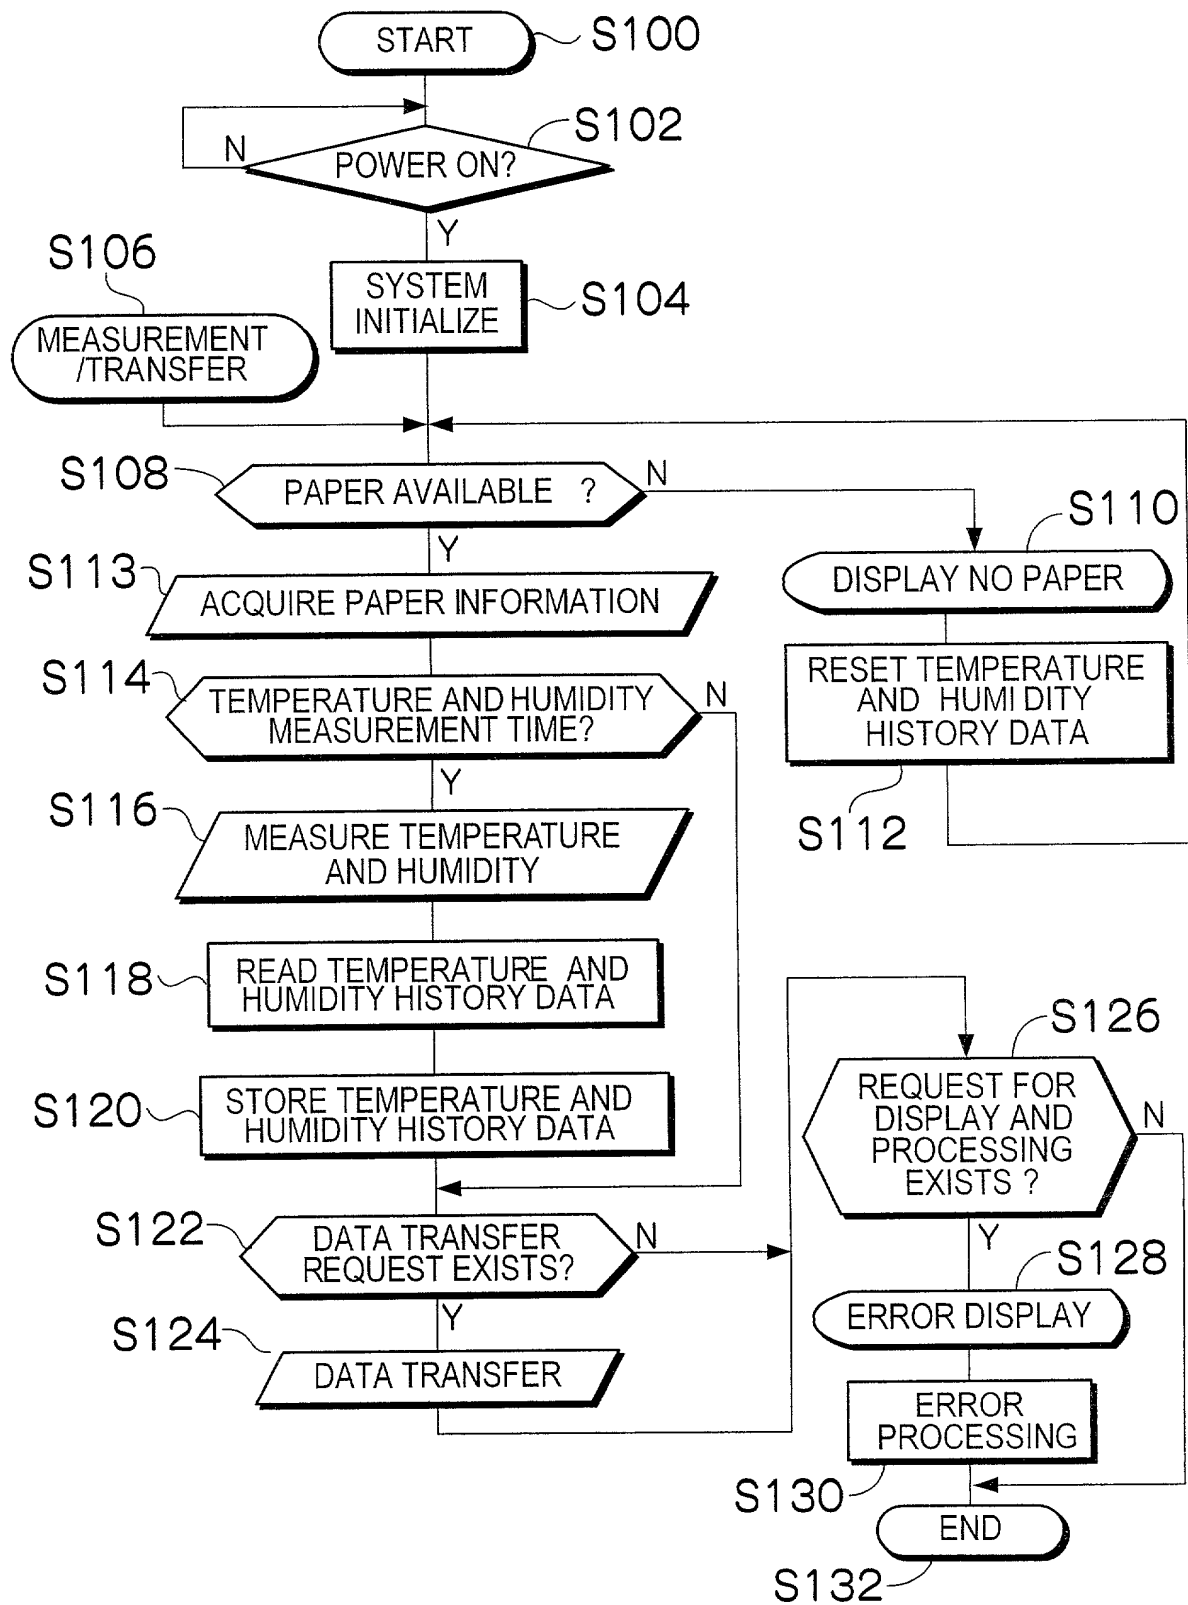 START
S100
S102
N
POWER ON?
Y
S106
SYSTEM
INITIALIZE
S104
MEASUREMENT
/TRANSFER
S108
PAPER AVAILABLE ?
N
Y
S110
DISPLAY NO PAPER
S113
ACQUIRE PAPER INFORMATION
RESET TEMPERATURE
AND HUMIDITY
HISTORY DATA
S112
S114
TEMPERATURE AND HUMIDITY
MEASUREMENT TIME?
N
Y
S116
MEASURE TEMPERATURE
AND HUMIDITY
S118
READ TEMPERATURE AND
HUMIDITY HISTORY DATA
S120
STORE TEMPERATURE AND
HUMIDITY HISTORY DATA
S122
DATA TRANSFER
REQUEST EXISTS?
N
Y
S124
DATA TRANSFER
S126
REQUEST FOR
DISPLAY AND
PROCESSING
EXISTS ?
N
Y
S128
ERROR DISPLAY
ERROR
PROCESSING
S130
END
S132